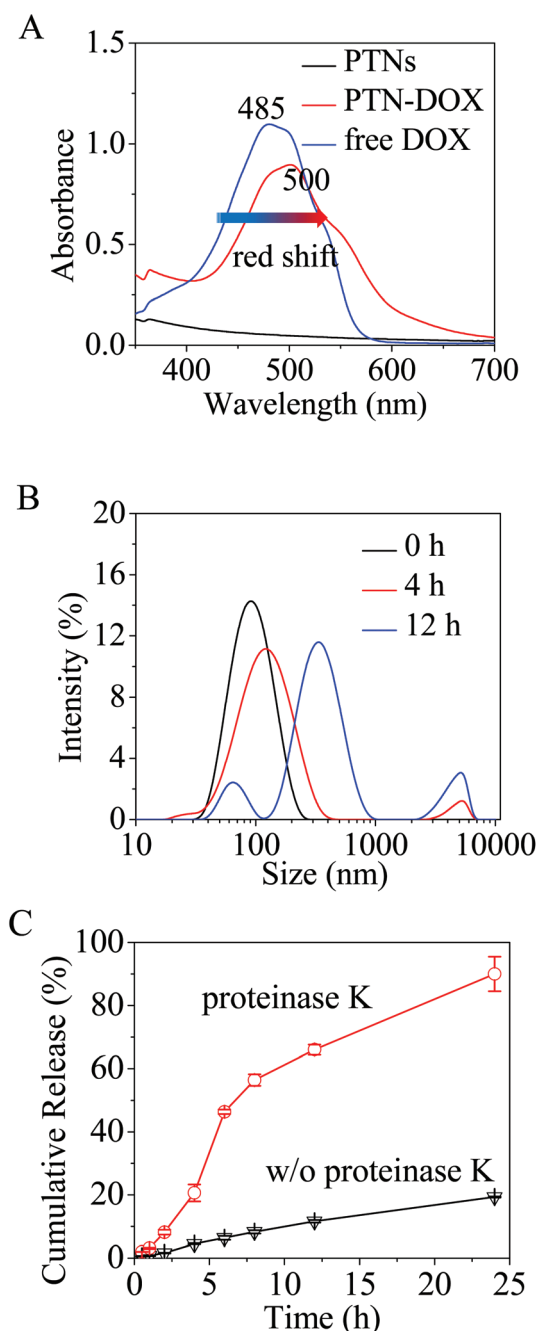 A
1.5
1.0
0.5
0.0
Absorbance
PTNs
PTN-DOX
free DOX
485
500
red shift
400 500 600 700
Wavelength (nm)
B
20
16
12
8
4
0
Intensity (%)
0 h
4 h
12 h
10 100 1000 10000
Size (nm)
C
100
80
60
40
20
0
Cumulative Release (%)
proteinase K
w/o proteinase K
0 5 10 15 20 25
Time (h)